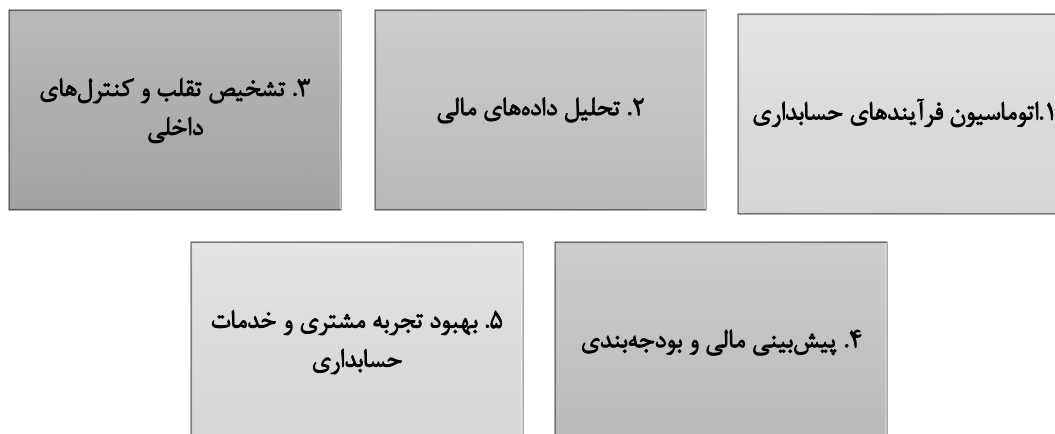 ۱.اتوماسیون فرآیندهای حسابداری
۲. تحلیل داده‌های مالی
۳. تشخیص تقلب و کنترل‌های
داخلی
۴. پیش‌بینی مالی و بودجه‌بندی
۵. بهبود تجربه مشتری و خدمات
حسابداری